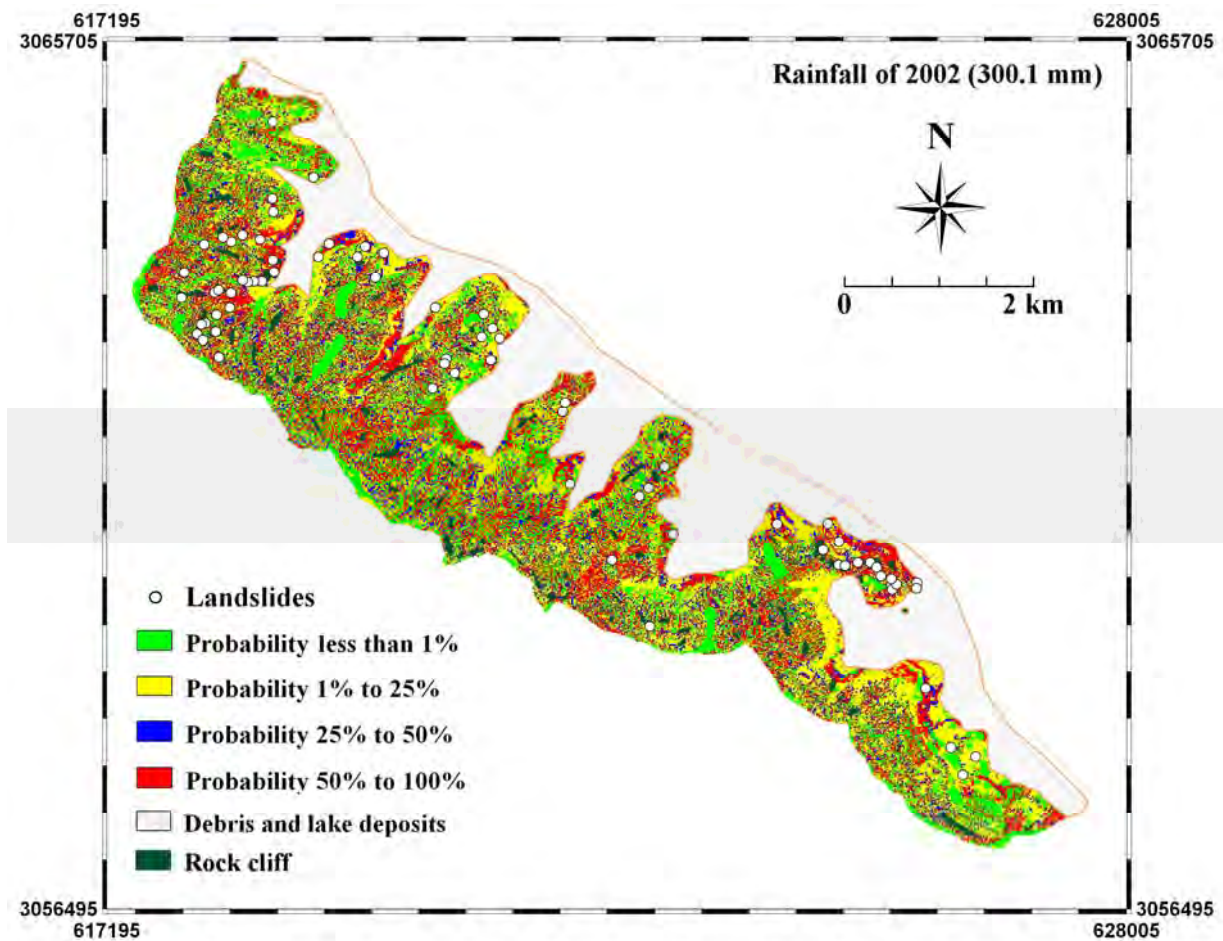 617195
628005
3065705
3065705
Rainfall of 2002 (300.1 mm)
N
0 2 km
Landslides
Probability less than 1%
Probability 1% to 25%
Probability 25% to 50%
Probability 50% to 100%
Debris and lake deposits
Rock cliff
3056495
3056495
617195
628005